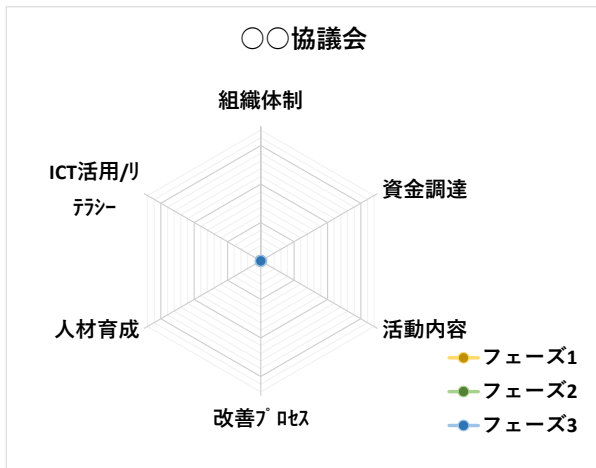 ○○協議会
組織体制
ICT活用/ﾘ
ﾃﾗｼｰ
資金調達
人材育成
活動内容
改善ﾌﾟﾛｾｽ
フェーズ1
フェーズ2
フェーズ3